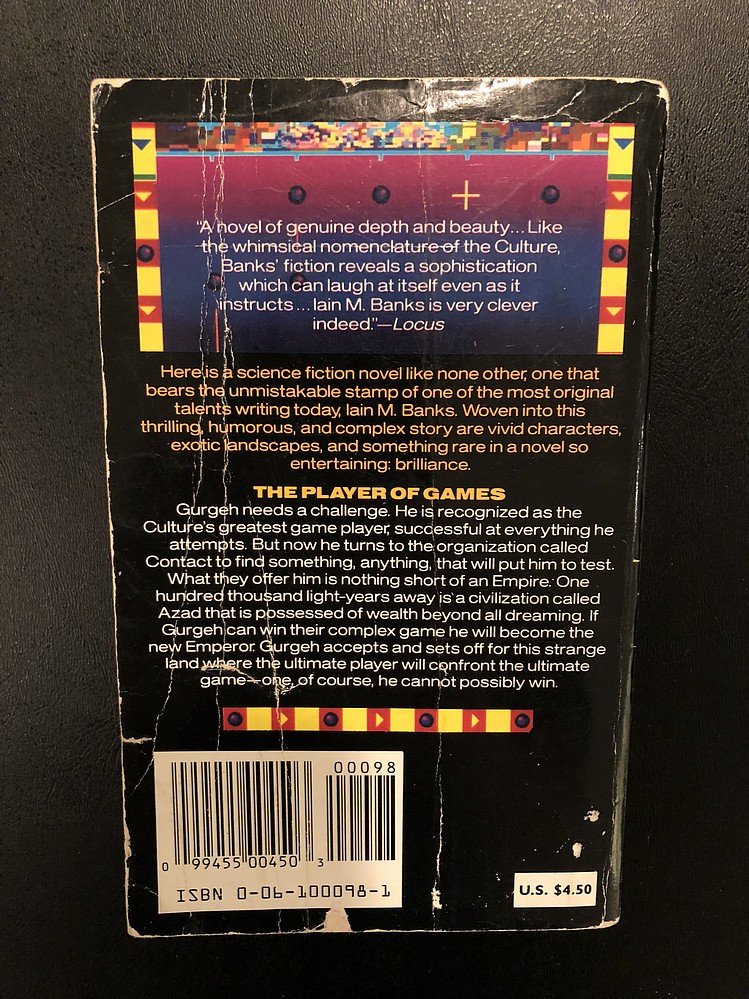 "A novel of genuine depth and beauty... Like
the whimsical nomenclature of the Culture,
Banks' fiction reveals a sophistication
which can laugh at itself even as it
instructs... Iain M. Banks is very clever
indeed."—Locus
Here is a science fiction novel like none other, one that
bears the unmistakable stamp of one of the most original
talents writing today, Iain M. Banks. Woven into this
thrilling, humorous, and complex story are vivid characters,
exotic landscapes, and something rare in a novel so
entertaining: brilliance.
THE PLAYER OF GAMES
Gurgeh needs a challenge. He is recognized as the
Culture's greatest game player, successful at everything he
attempts. But now he turns to the organization called
Contact to find something, anything, that will put him to test.
What they offer him is nothing short of an Empire. One
hundred thousand light-years away is a civilization called
Azad that is possessed of wealth beyond all dreaming. If
Gurgeh can win their complex game he will become the
new Emperor. Gurgeh accepts and sets off for this strange
land where the ultimate player will confront the ultimate
game—one, of course, he cannot possibly win.
00098
0 99455 00450 3
ISBN 0-06-100098-1
U.S. $4.50